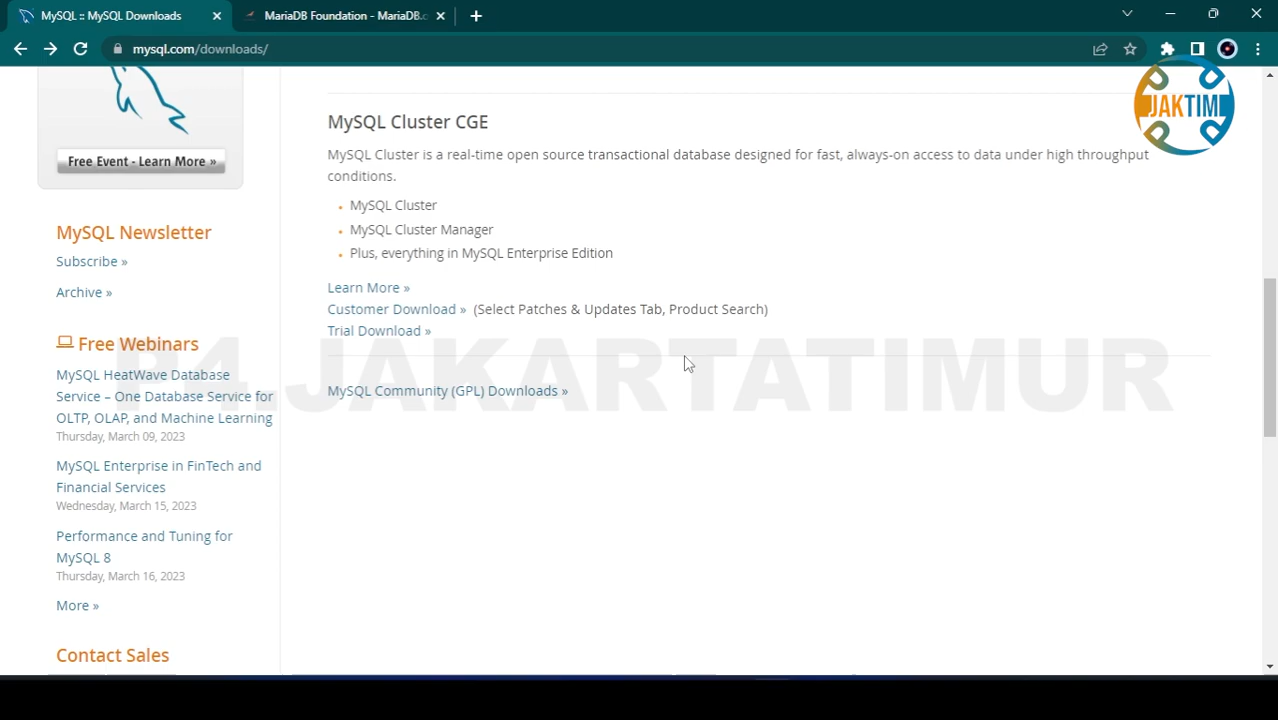 MySQL :: MySQL Downloads
MariaDB Foundation - MariaDB.o
mysql.com/downloads/
JAKTIM
Free Event - Learn More »
MySQL Newsletter
Subscribe »
Archive »
Free Webinars
MySQL HeatWave Database
Service – One Database Service for
OLTP, OLAP, and Machine Learning
Thursday, March 09, 2023
MySQL Enterprise in FinTech and
Financial Services
Wednesday, March 15, 2023
Performance and Tuning for
MySQL 8
Thursday, March 16, 2023
More »
Contact Sales
MySQL Cluster CGE
MySQL Cluster is a real-time open source transactional database designed for fast, always-on access to data under high throughput
conditions.
MySQL Cluster
MySQL Cluster Manager
Plus, everything in MySQL Enterprise Edition
Learn More »
Customer Download » (Select Patches & Updates Tab, Product Search)
Trial Download »
MySQL Community (GPL) Downloads »
P4.JAKARTATIMUR